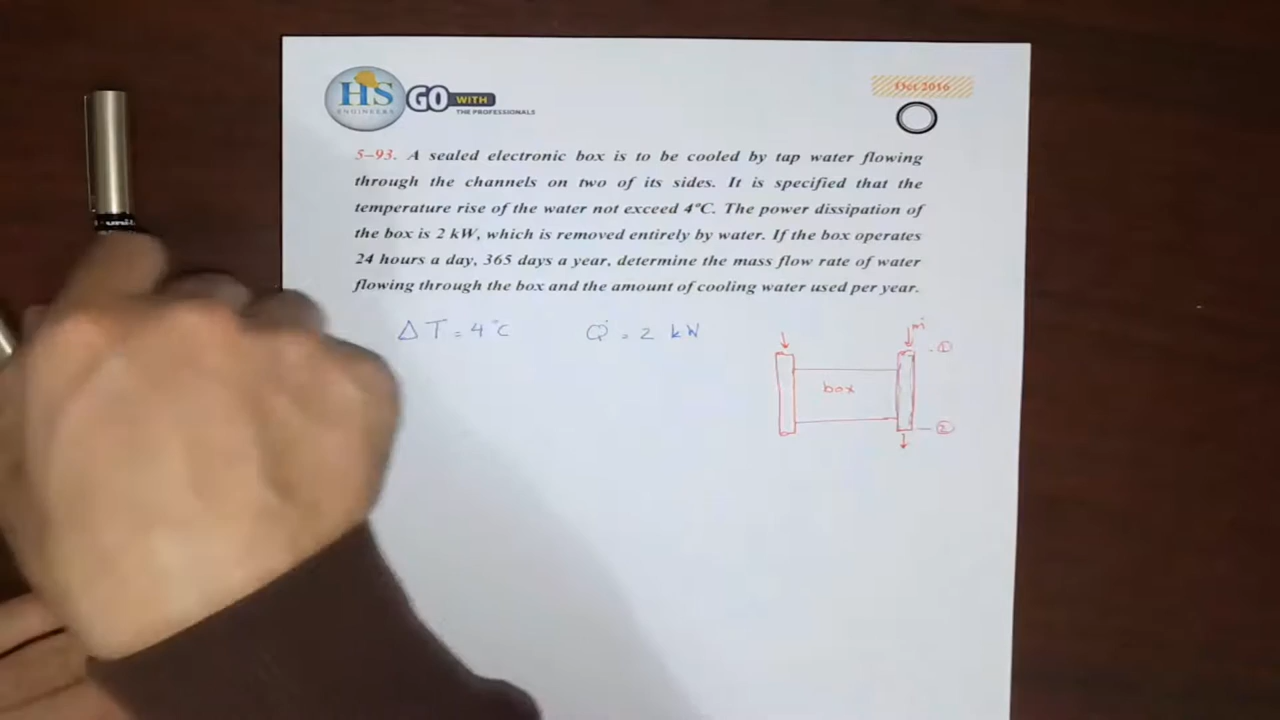 HS
ENGINEERS
GO WITH
THE PROFESSIONALS
Oct 2016
5–93. A sealed electronic box is to be cooled by tap water flowing
through the channels on two of its sides. It is specified that the
temperature rise of the water not exceed 4°C. The power dissipation of
the box is 2 kW, which is removed entirely by water. If the box operates
24 hours a day, 365 days a year, determine the mass flow rate of water
flowing through the box and the amount of cooling water used per year.
ΔT = 4 °C Q̇ = 2 kW
ṁ
①
box
②
uni